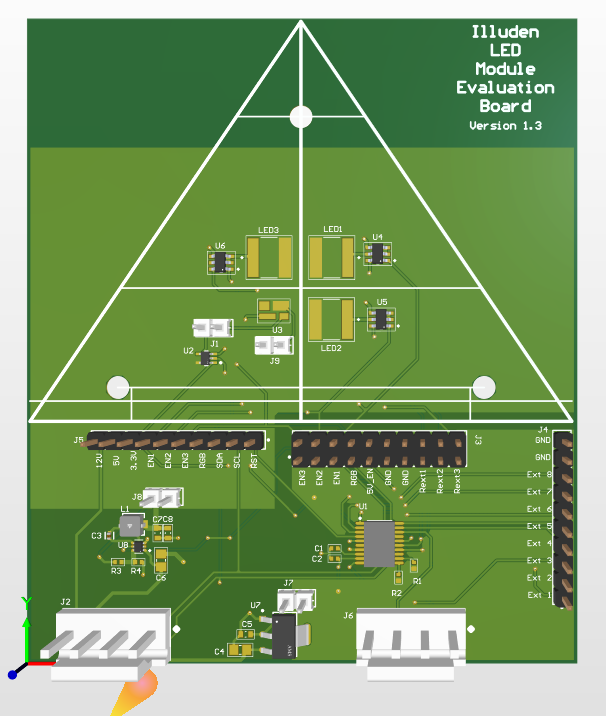 Illuden
LED
Module
Evaluation
Board
Version 1.3
LED3
LED1
U6
U4
U5
LED2
U3
J1
J9
U2
J5
12V
5V
3.3V
EN1
EN2
EN3
RGB
SDA
SCL
RST
EN3
EN2
EN1
RGB
5V_EN
GND
GND
Rext1
Rext2
Rext3
J3
J4
GND
GND
Ext 8
Ext 7
Ext 6
Ext 5
Ext 4
Ext 3
Ext 2
Ext 1
J8
L1
C7C8
C3
U8
R3
R4
C6
U1
C1
C2
R1
R2
J7
U7
C5
C4
J2
J6
Y